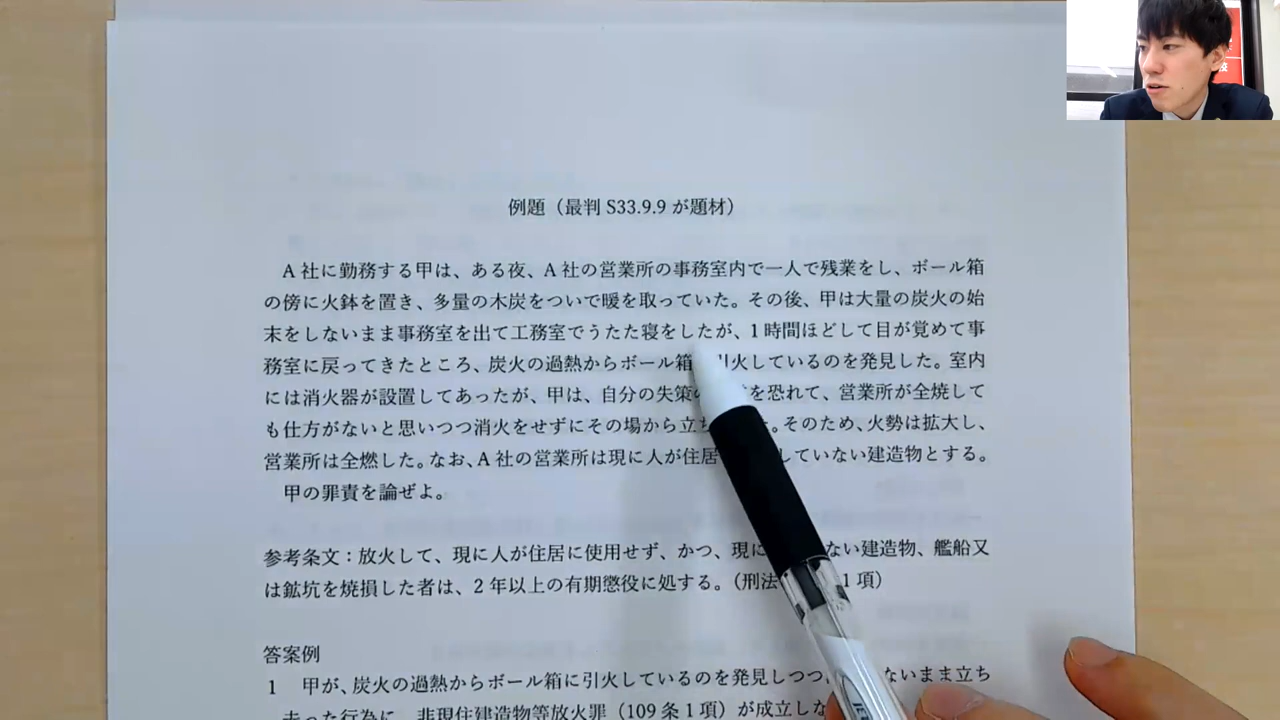 例題（最判 S33.9.9 が題材）
A 社に勤務する甲は、ある夜、A 社の営業所の事務室内で一人で残業をし、ボール箱
の傍に火鉢を置き、多量の木炭をついで暖を取っていた。その後、甲は大量の炭火の始
末をしないまま事務室を出て工務室でうたた寝をしたが、1 時間ほどして目が覚めて事
務室に戻ってきたところ、炭火の過熱からボール箱 引火しているのを発見した。室内
には消火器が設置してあったが、甲は、自分の失策の を恐れて、営業所が全焼して
も仕方がないと思いつつ消火をせずにその場から立ち 。そのため、火勢は拡大し、
営業所は全燃した。なお、A 社の営業所は現に人が住居 していない建造物とする。
甲の罪責を論ぜよ。
参考条文：放火して、現に人が住居に使用せず、かつ、現に ない建造物、艦船又
は鉱坑を焼損した者は、2 年以上の有期懲役に処する。（刑法 1 項）
答案例
1 甲が、炭火の過熱からボール箱に引火しているのを発見しつつ ないまま立ち
去った行為に、非現住建造物等放火罪（109 条 1 項）が成立しな